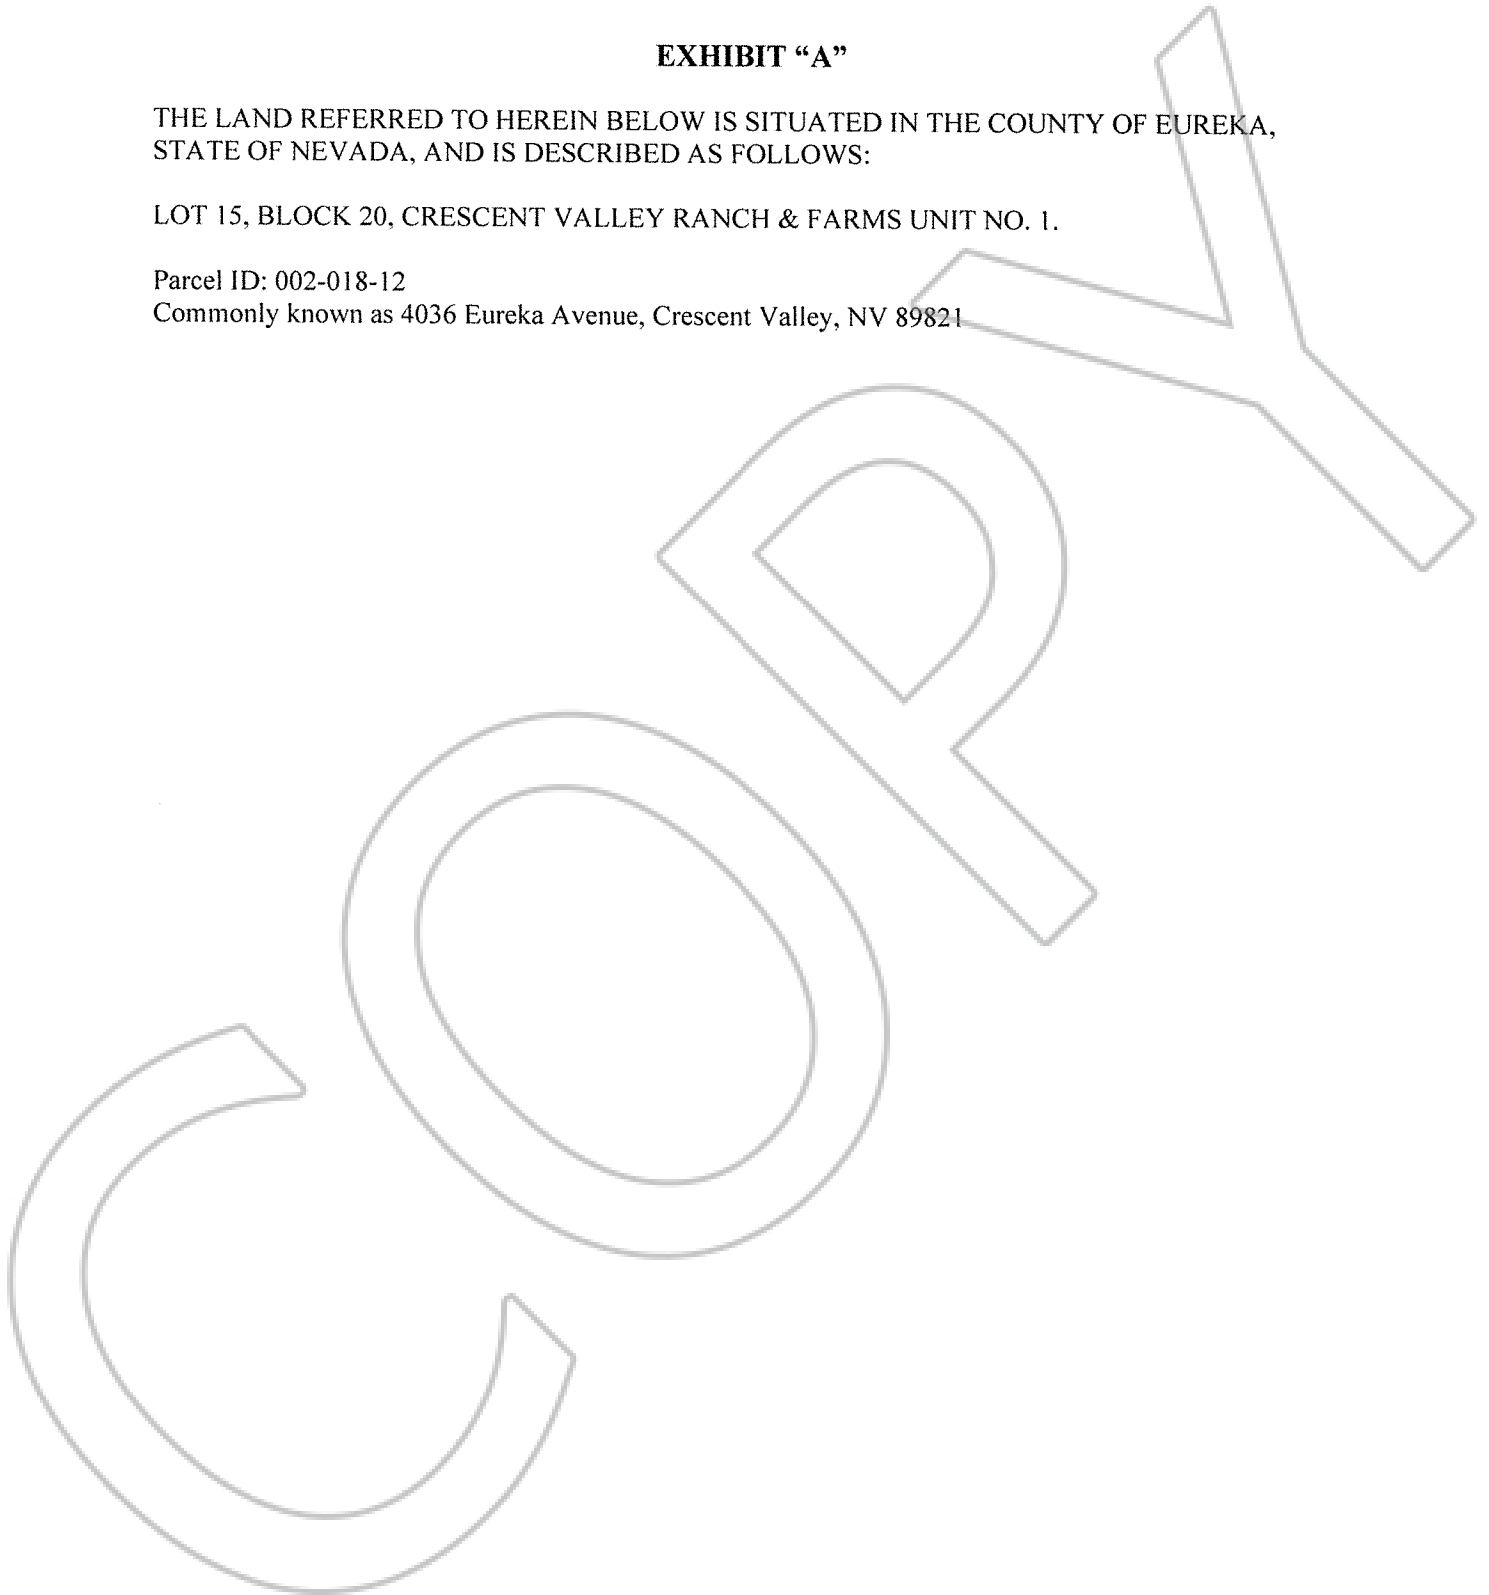 EXHIBIT “A”
THE LAND REFERRED TO HEREIN BELOW IS SITUATED IN THE COUNTY OF EUREKA,
STATE OF NEVADA, AND IS DESCRIBED AS FOLLOWS:
LOT 15, BLOCK 20, CRESCENT VALLEY RANCH & FARMS UNIT NO. 1.
Parcel ID: 002-018-12
Commonly known as 4036 Eureka Avenue, Crescent Valley, NV 89821
COPY